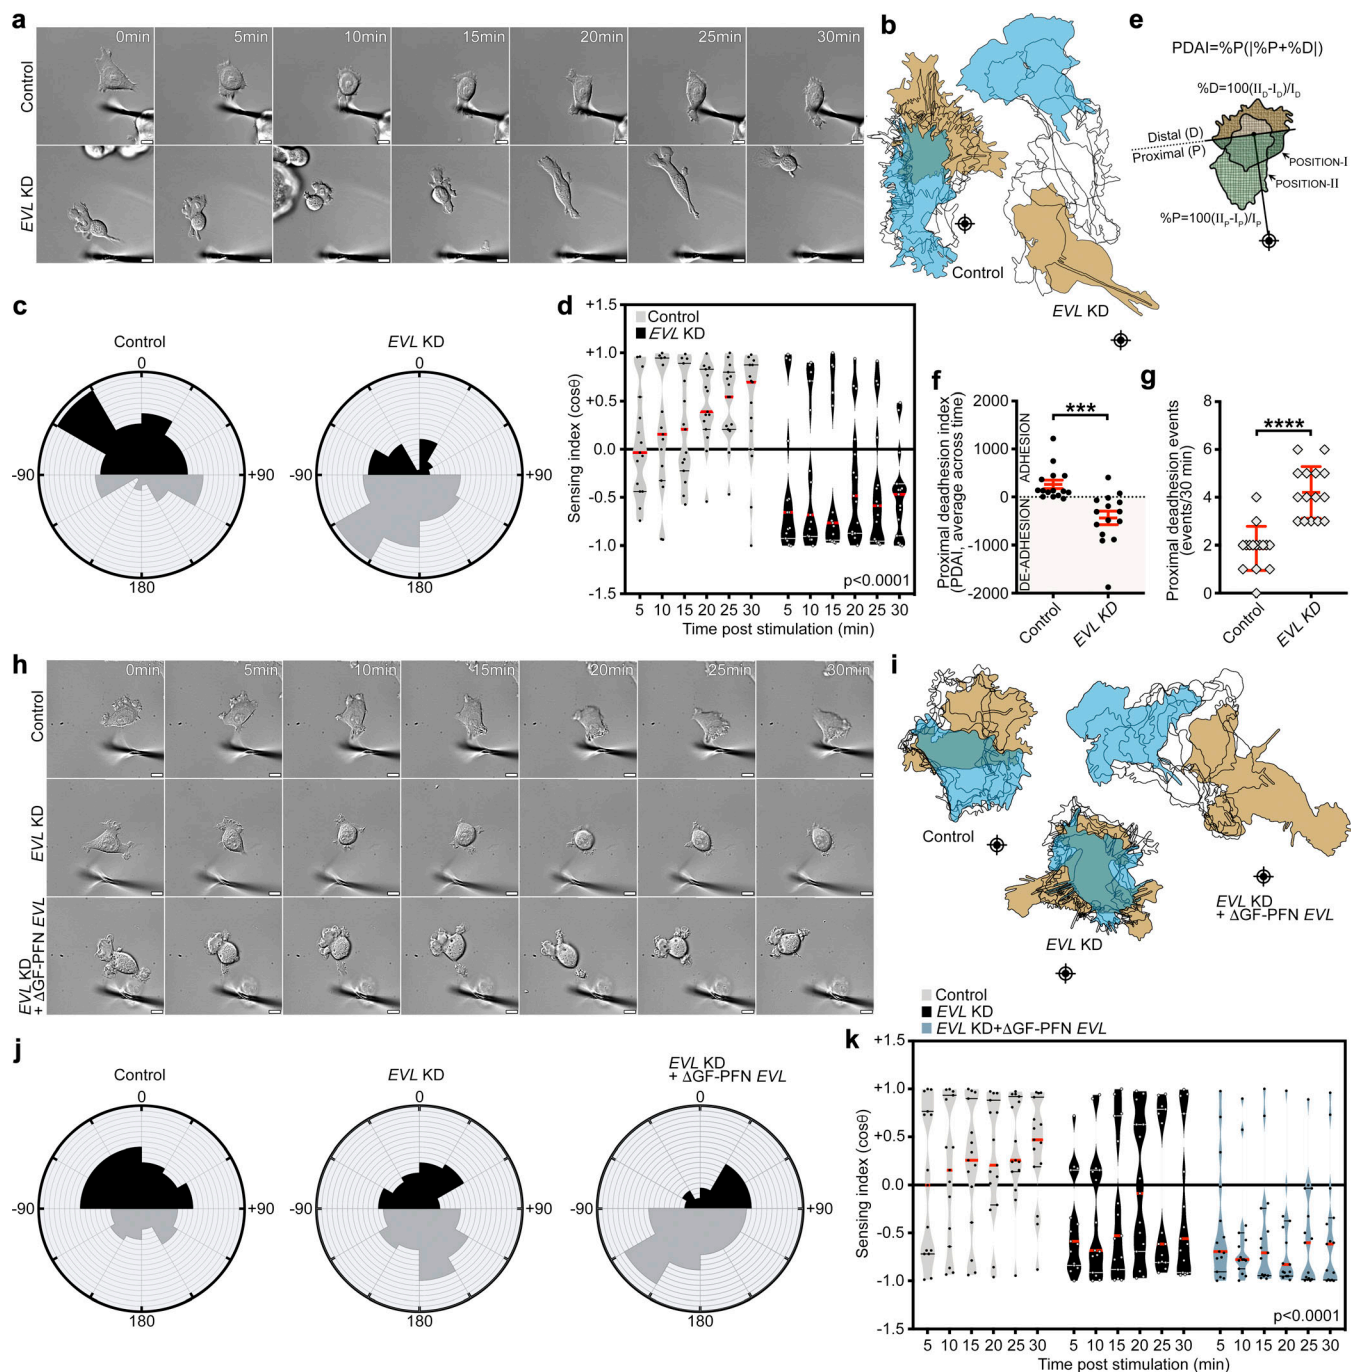 a
0min 5min 10min 15min 20min 25min 30min
Control
EVL KD
b
Control
EVL KD
e
PDAI=%P(|%P+%D|)
%D=100(II_D-I_D)/I_D
Distal (D)
Proximal (P)
POSITION-I
POSITION-II
%P=100(II_P-I_P)/I_P
c
Control
0
-90 +90
180
EVL KD
0
-90 +90
180
d
Control
EVL KD
Sensing index (cosθ)
+1.5
+1.0
+0.5
0.0
-0.5
-1.0
-1.5
p<0.0001
5 10 15 20 25 30 5 10 15 20 25 30
Time post stimulation (min)
f
Proximal deadhesion index
(PDAI, average across time)
DE-ADHESION ADHESION
2000
1000
0
-1000
-2000
***
Control EVL KD
g
Proximal deadhesion events
(events/30 min)
8
6
4
2
0
****
Control EVL KD
h
0min 5min 10min 15min 20min 25min 30min
Control
EVL KD
EVL KD
+ ΔGF-PFN EVL
i
Control
EVL KD
EVL KD
+ ΔGF-PFN EVL
j
Control
0
-90 +90
180
EVL KD
0
-90 +90
180
EVL KD
+ ΔGF-PFN EVL
0
-90 +90
180
Control
EVL KD
EVL KD+ΔGF-PFN EVL
k
Sensing index (cosθ)
+1.5
+1.0
+0.5
0.0
-0.5
-1.0
-1.5
p<0.0001
5 10 15 20 25 30 5 10 15 20 25 30 5 10 15 20 25 30
Time post stimulation (min)